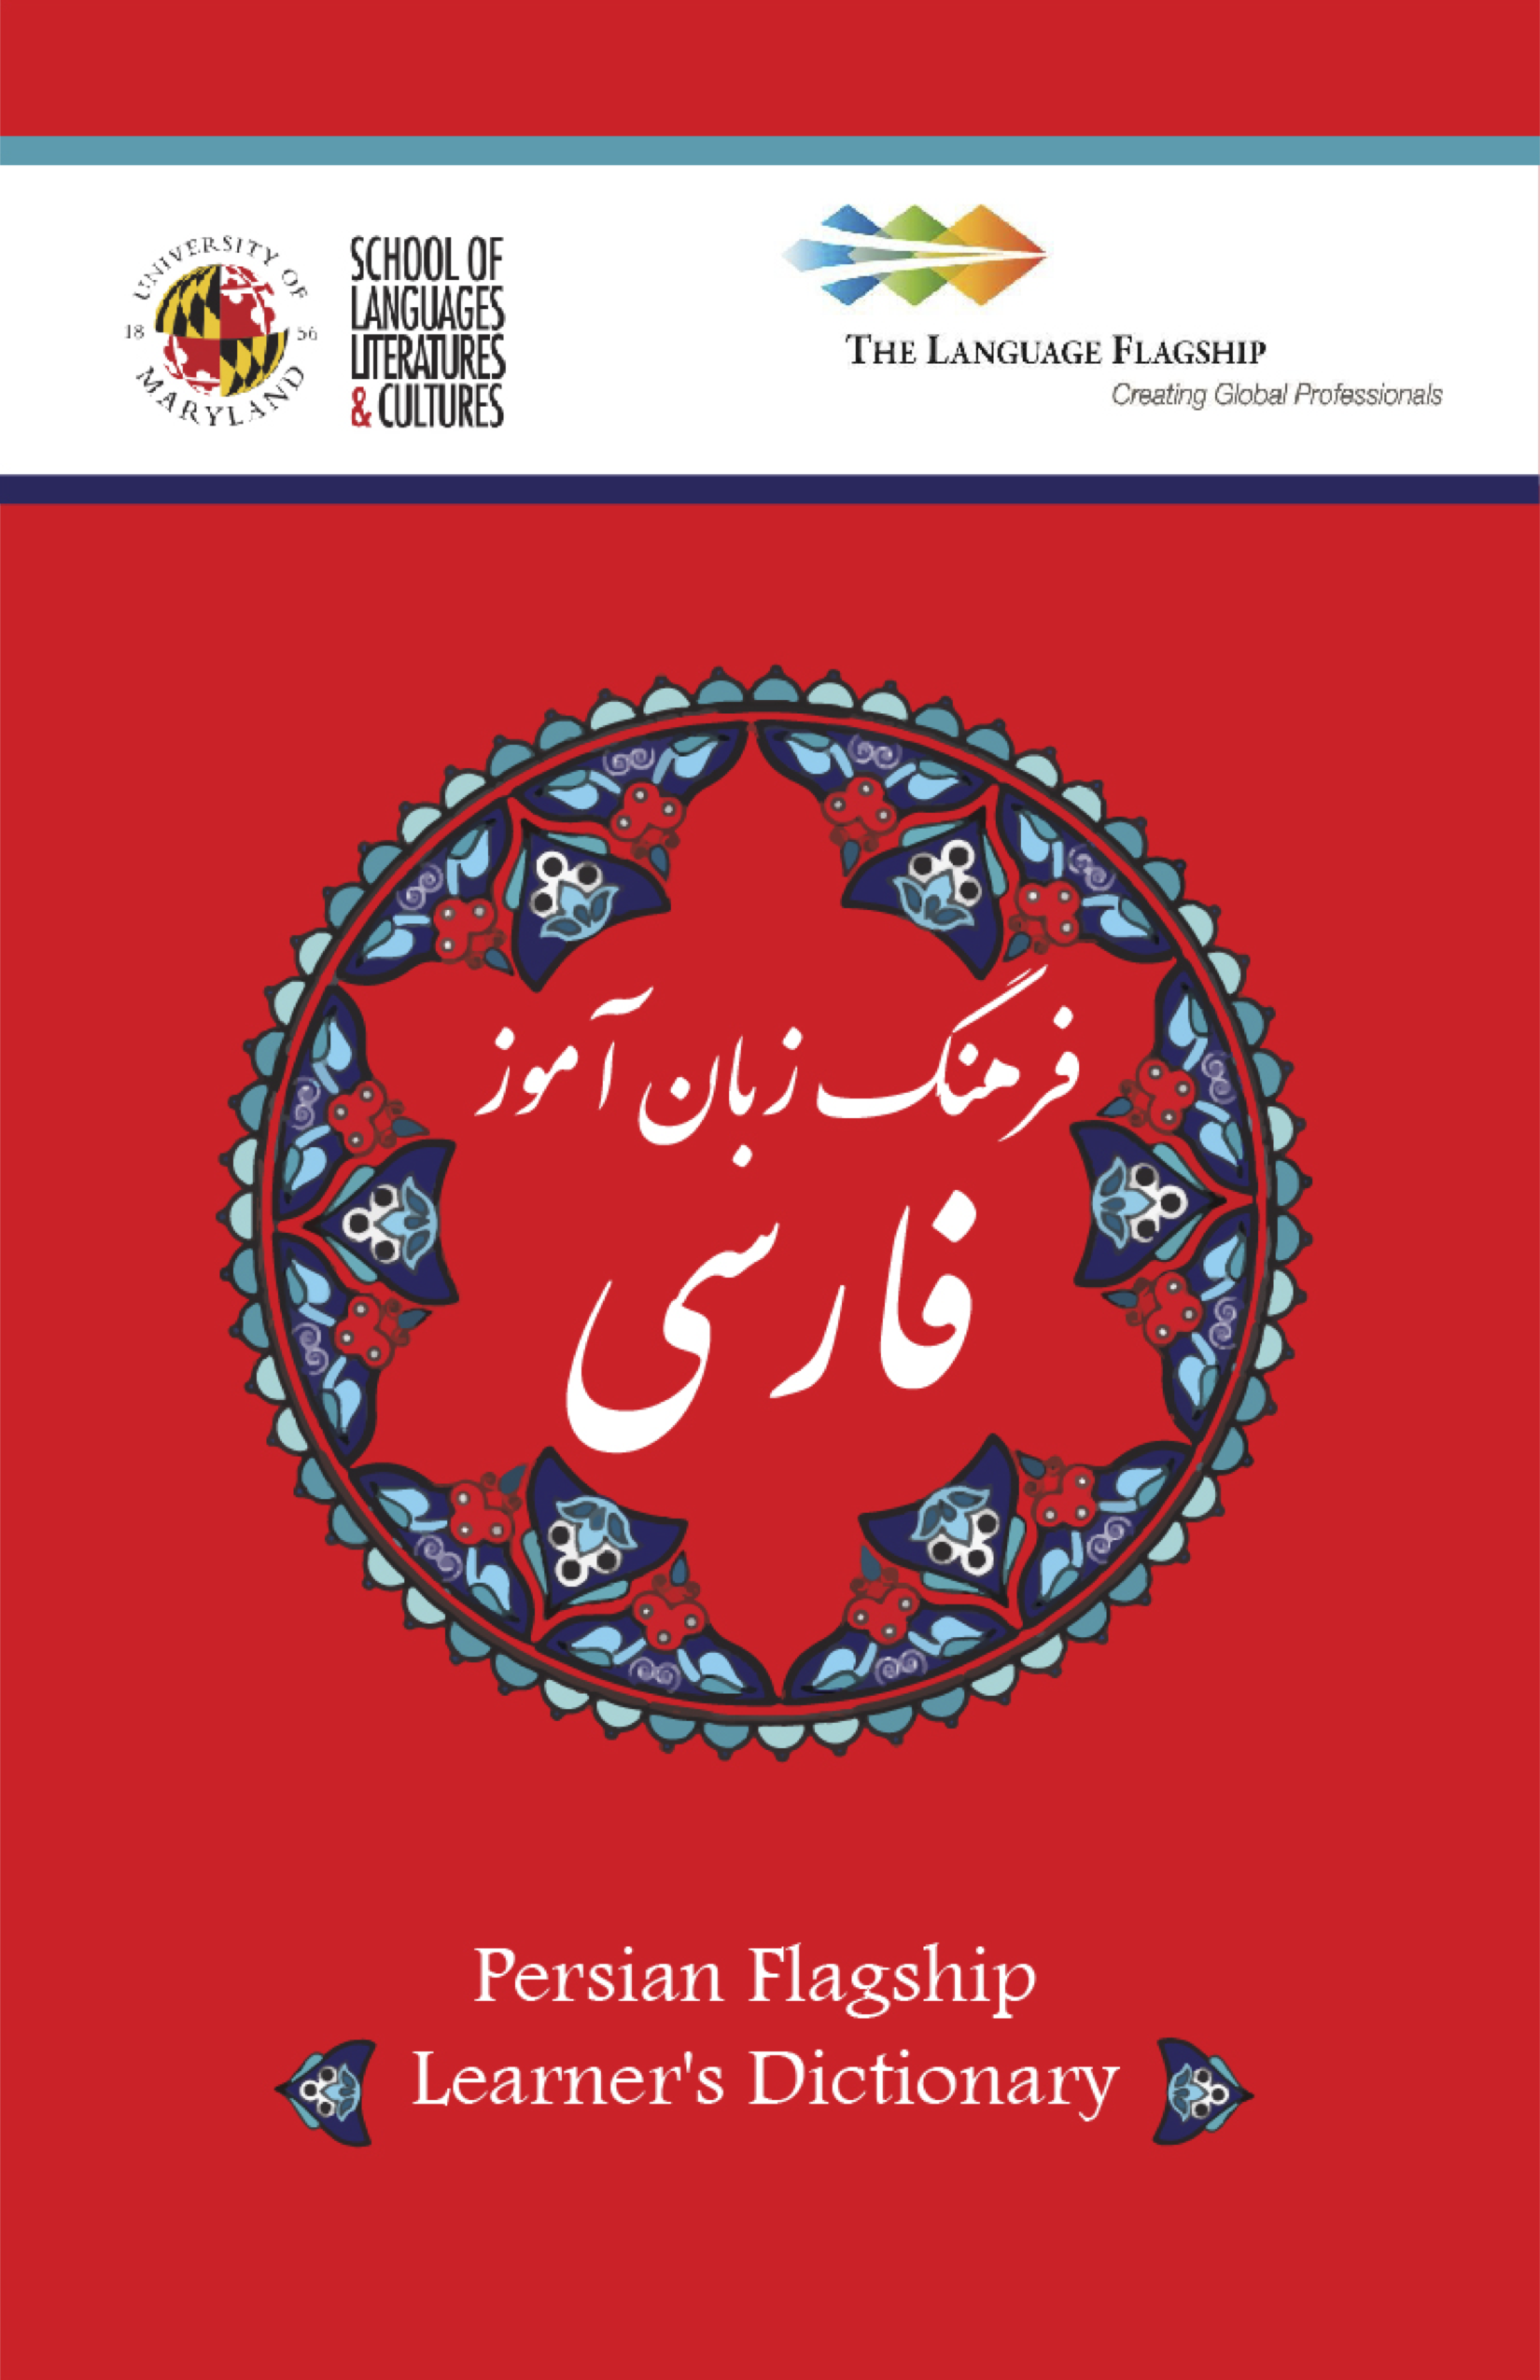 UNIVERSITY OF
18 56
MARYLAND
SCHOOL OF
LANGUAGES
LITERATURES
& CULTURES
THE LANGUAGE FLAGSHIP
Creating Global Professionals
فرهنگ زبان آموز
فارسی
Persian Flagship
Learner's Dictionary